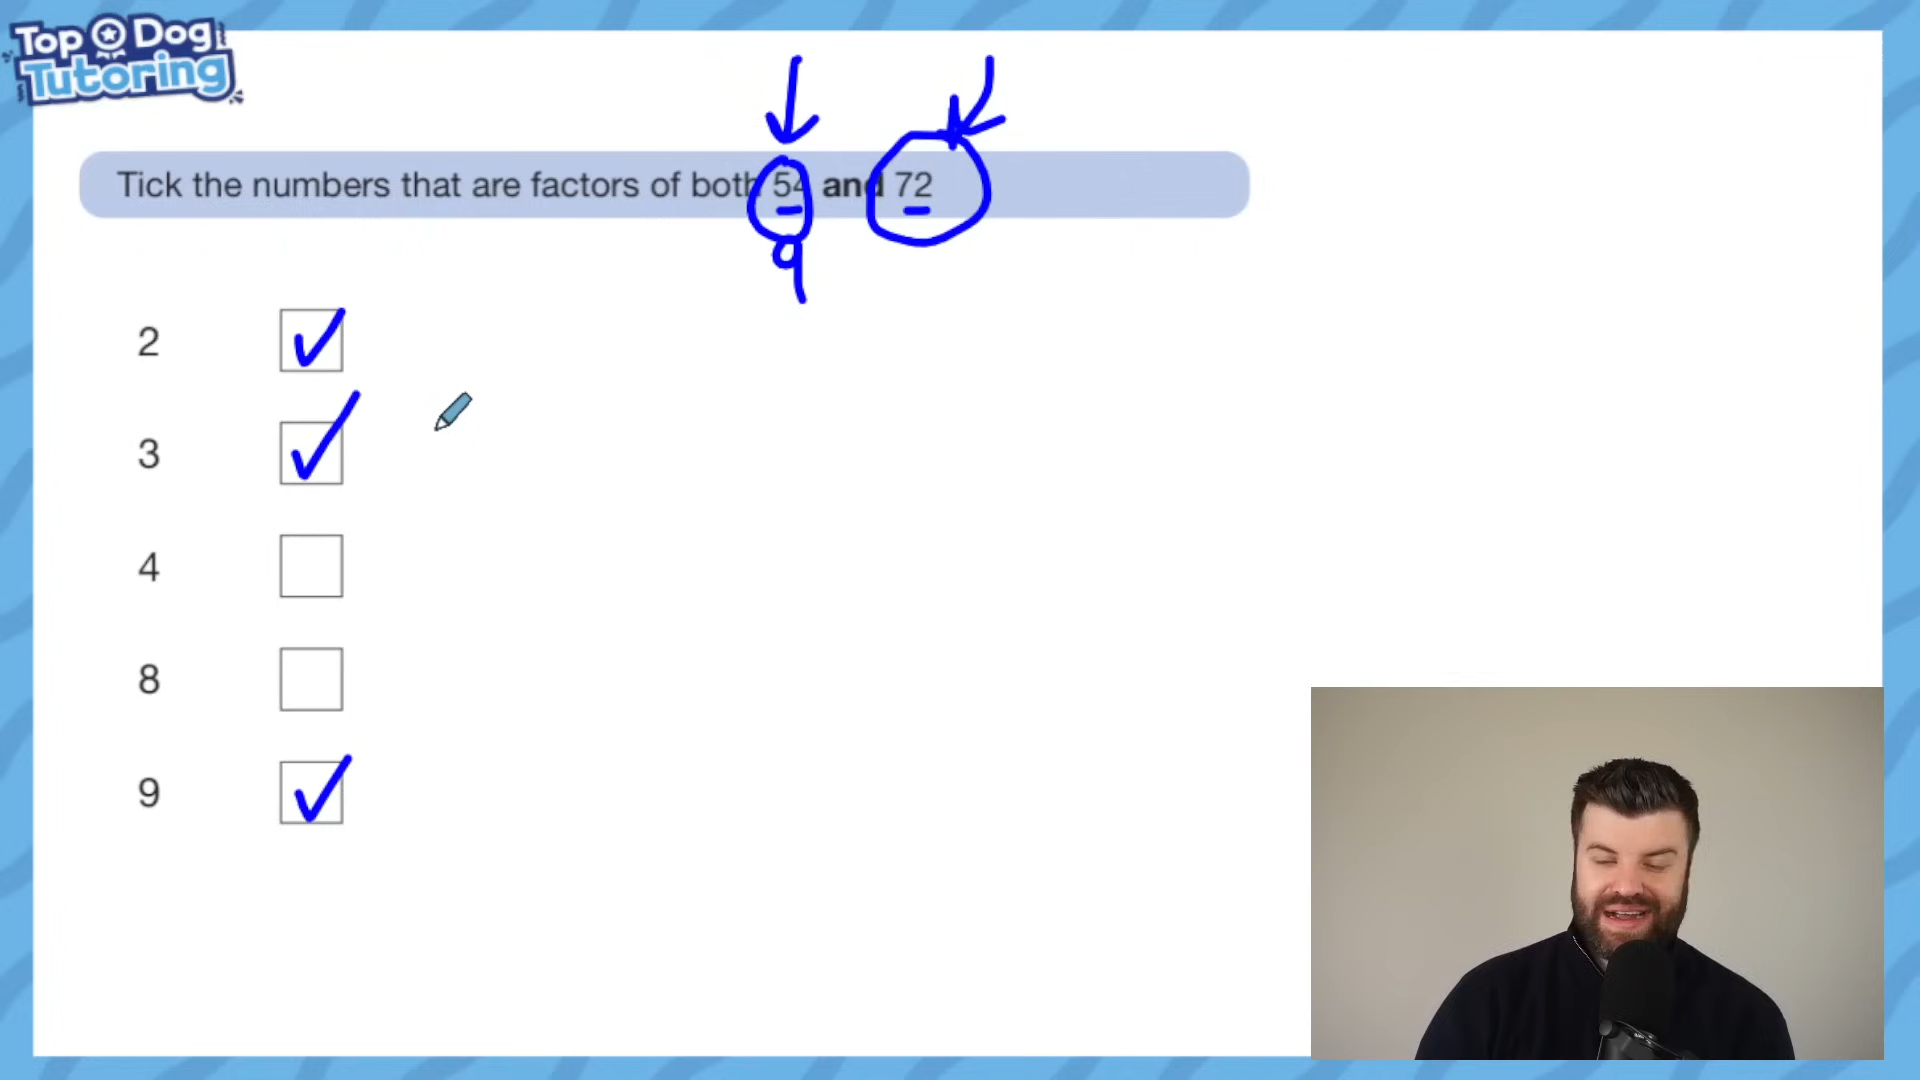 Top Dog
Tutoring
Tick the numbers that are factors of both 54 and 72
9
2
3
4
8
9